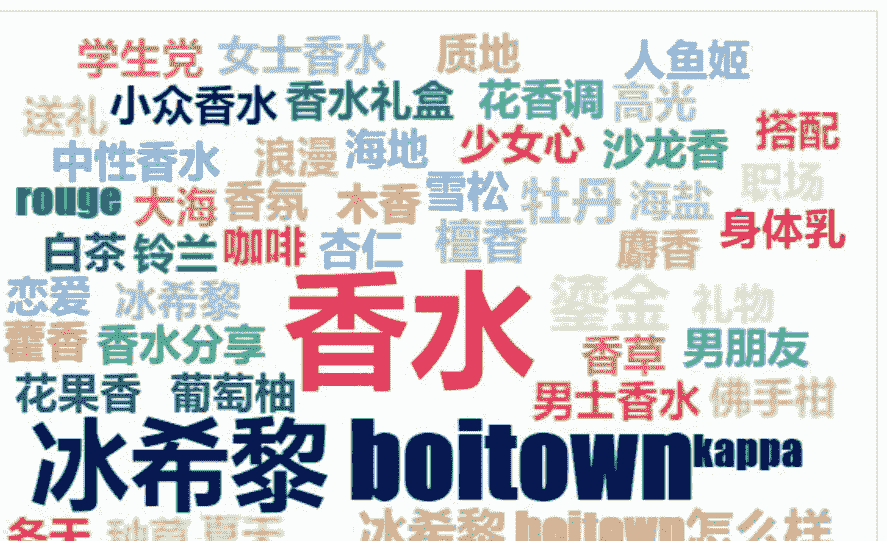 学生党 女士香水 质地 人鱼姬
送礼 小众香水 香水礼盒 花香调 高光
中性香水 浪漫 海地 少女心 沙龙香 搭配
rouge 大海 香氛 木香 雪松 牡丹 海盐 职场
白茶 铃兰 咖啡 杏仁 檀香 麝香 身体乳
恋爱 冰希黎 香水 鎏金 礼物
藿香 香水分享 香草 男朋友
花果香 葡萄柚 男士香水 佛手柑
冰希黎 boitown kappa
冬天 种草 夏天 冰希黎 boitown怎么样